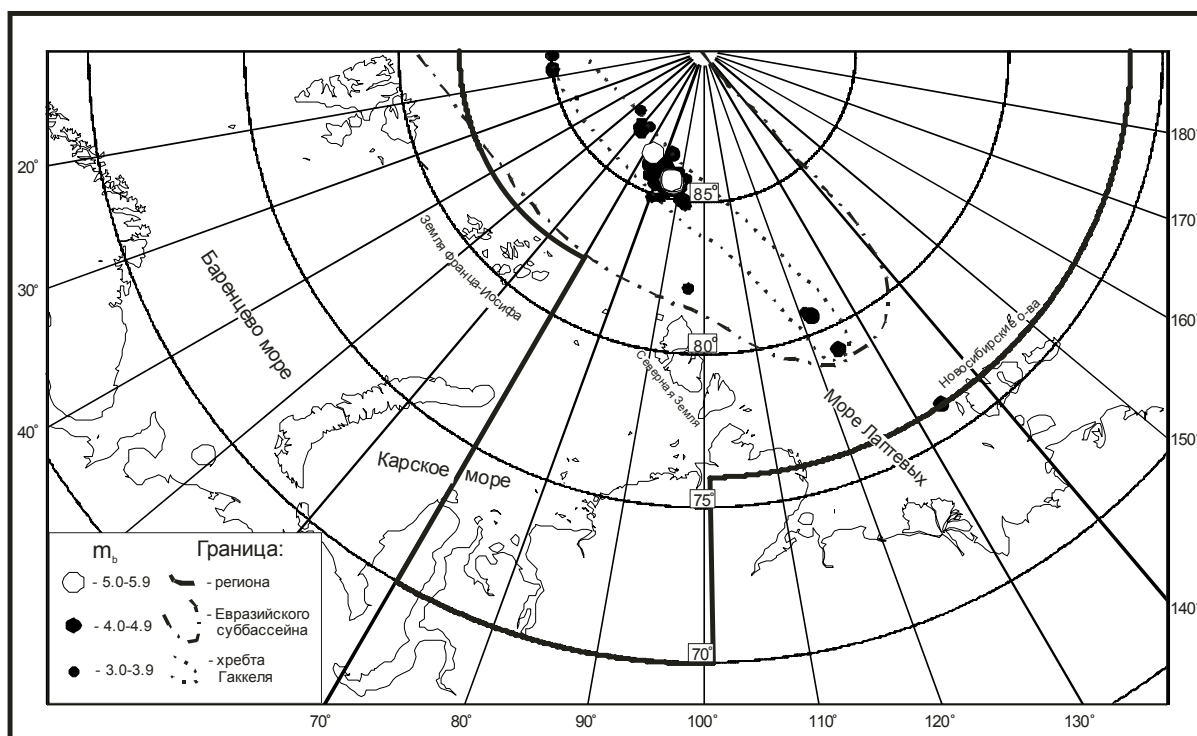 180°
20°
85°
170°
Земля Франца-Иосифа
Баренцево море
30°
160°
Новосибирские о-ва
80°
Северная Земля
Море Лаптевых
40°
150°
Карское море
75°
m_b
Граница:
- 5.0-5.9
- региона
- 4.0-4.9
- Евразийского
суббассейна
- 3.0-3.9
- хребта
Гаккеля
140°
70°
70°
80°
90°
100°
110°
120°
130°